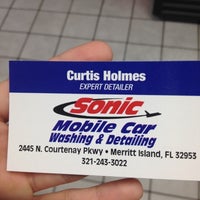 Curtis Holmes
EXPERT DETAILER
SONIC
Mobile Car
Washing & Detailing
2445 N. Courtenay Pkwy • Merritt Island, FL 32953
321-243-3022